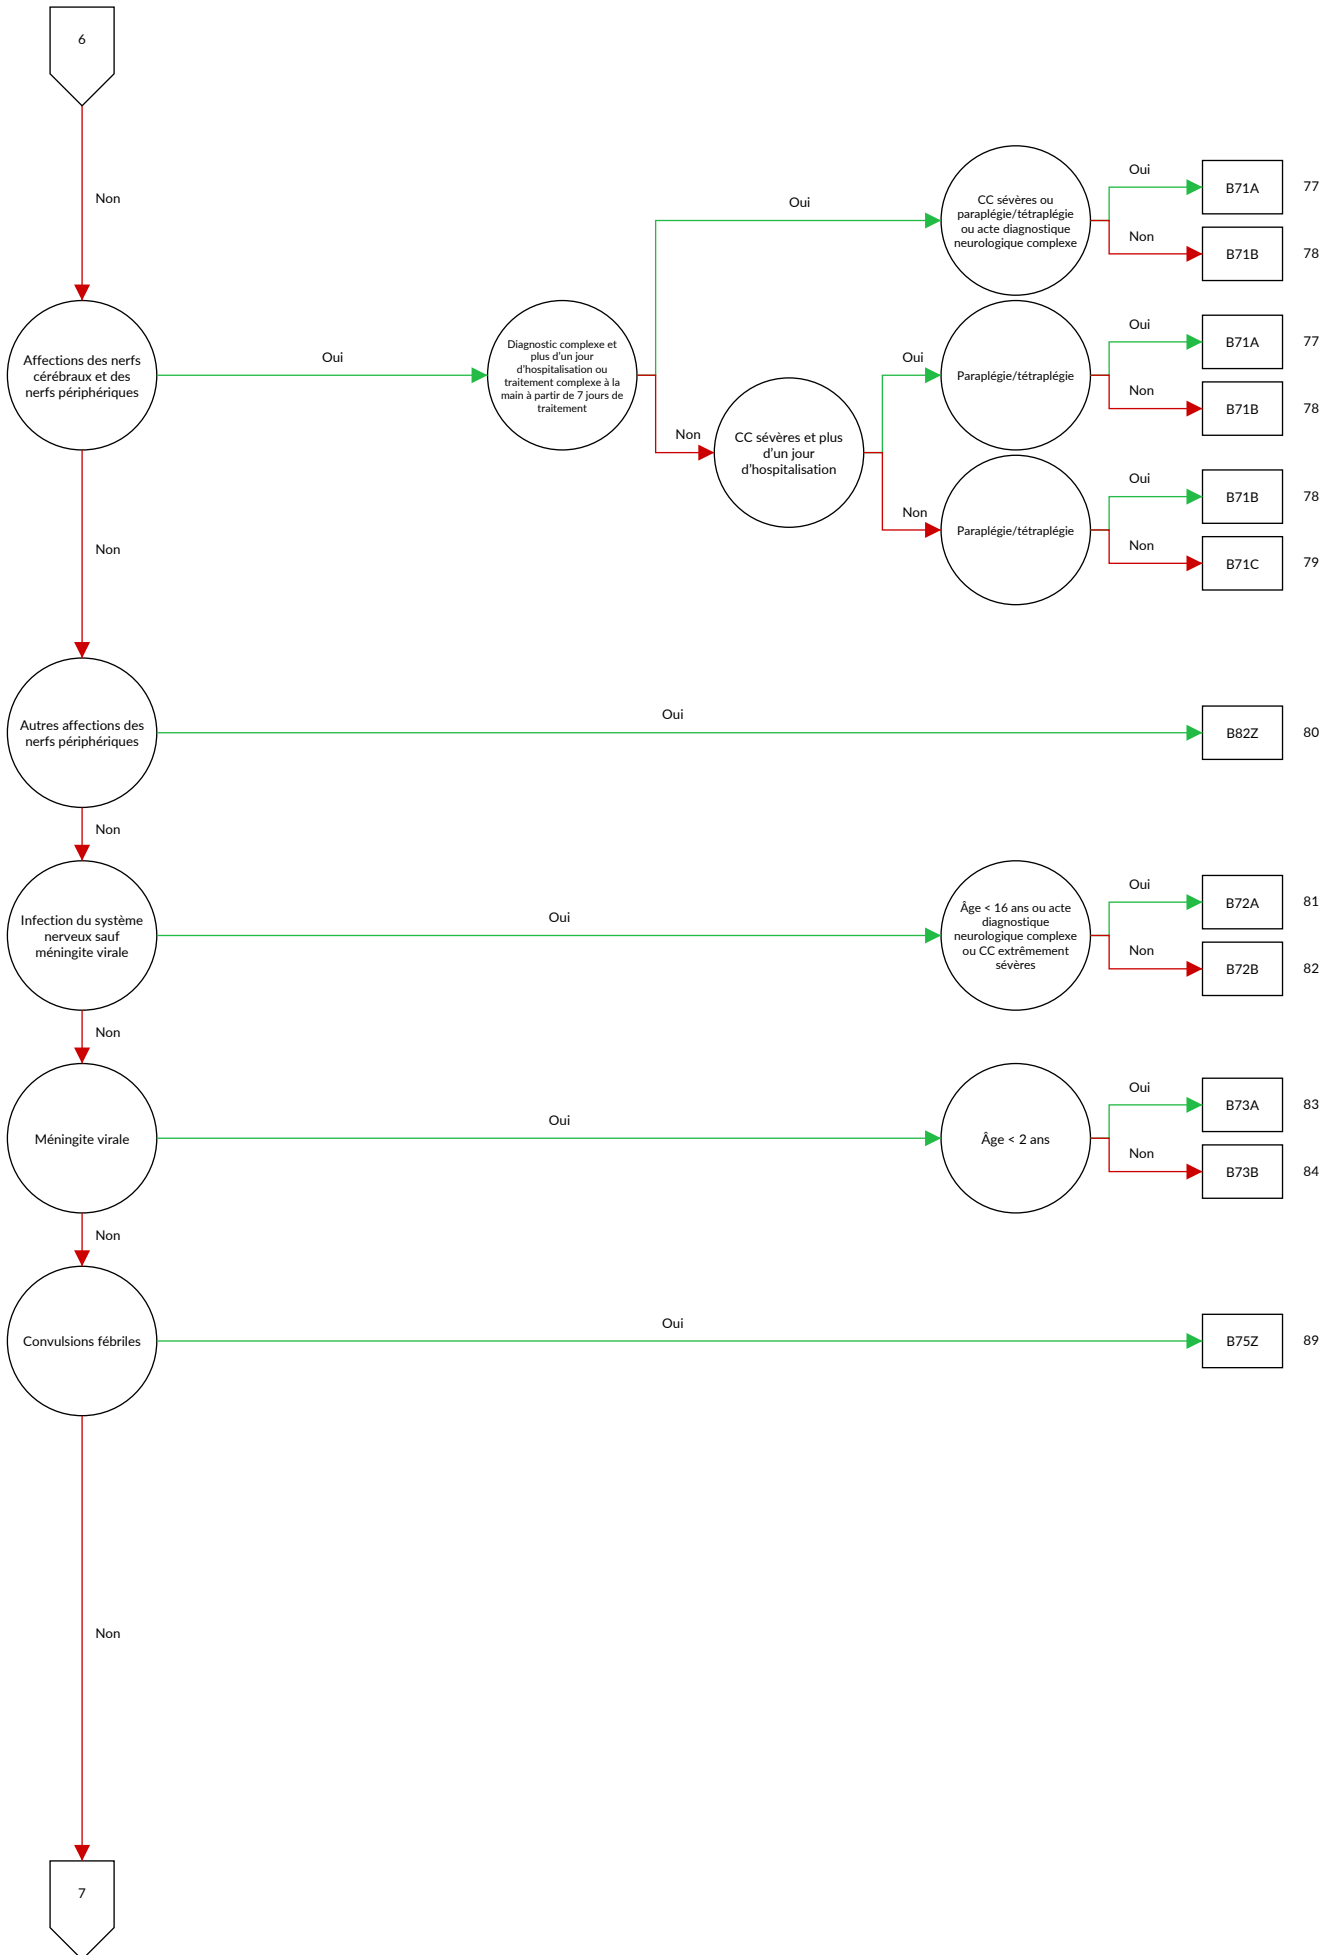 6
Non
Oui
CC sévères ou
paraplégie/tétraplégie
ou acte diagnostique
neurologique complexe
Oui
B71A
77
Non
B71B
78
Affections des nerfs
cérébraux et des
nerfs périphériques
Oui
Diagnostic complexe et
plus d'un jour
d'hospitalisation ou
traitement complexe à la
main à partir de 7 jours de
traitement
Non
CC sévères et plus
d'un jour
d'hospitalisation
Oui
Paraplégie/tétraplégie
Oui
B71A
77
Non
B71B
78
Non
Paraplégie/tétraplégie
Oui
B71B
78
Non
B71C
79
Non
Autres affections des
nerfs périphériques
Oui
B82Z
80
Non
Infection du système
nerveux sauf
méningite virale
Oui
Âge < 16 ans ou acte
diagnostique
neurologique complexe
ou CC extrêmement
sévères
Oui
B72A
81
Non
B72B
82
Non
Méningite virale
Oui
Âge < 2 ans
Oui
B73A
83
Non
B73B
84
Non
Convulsions fébriles
Oui
B75Z
89
Non
7